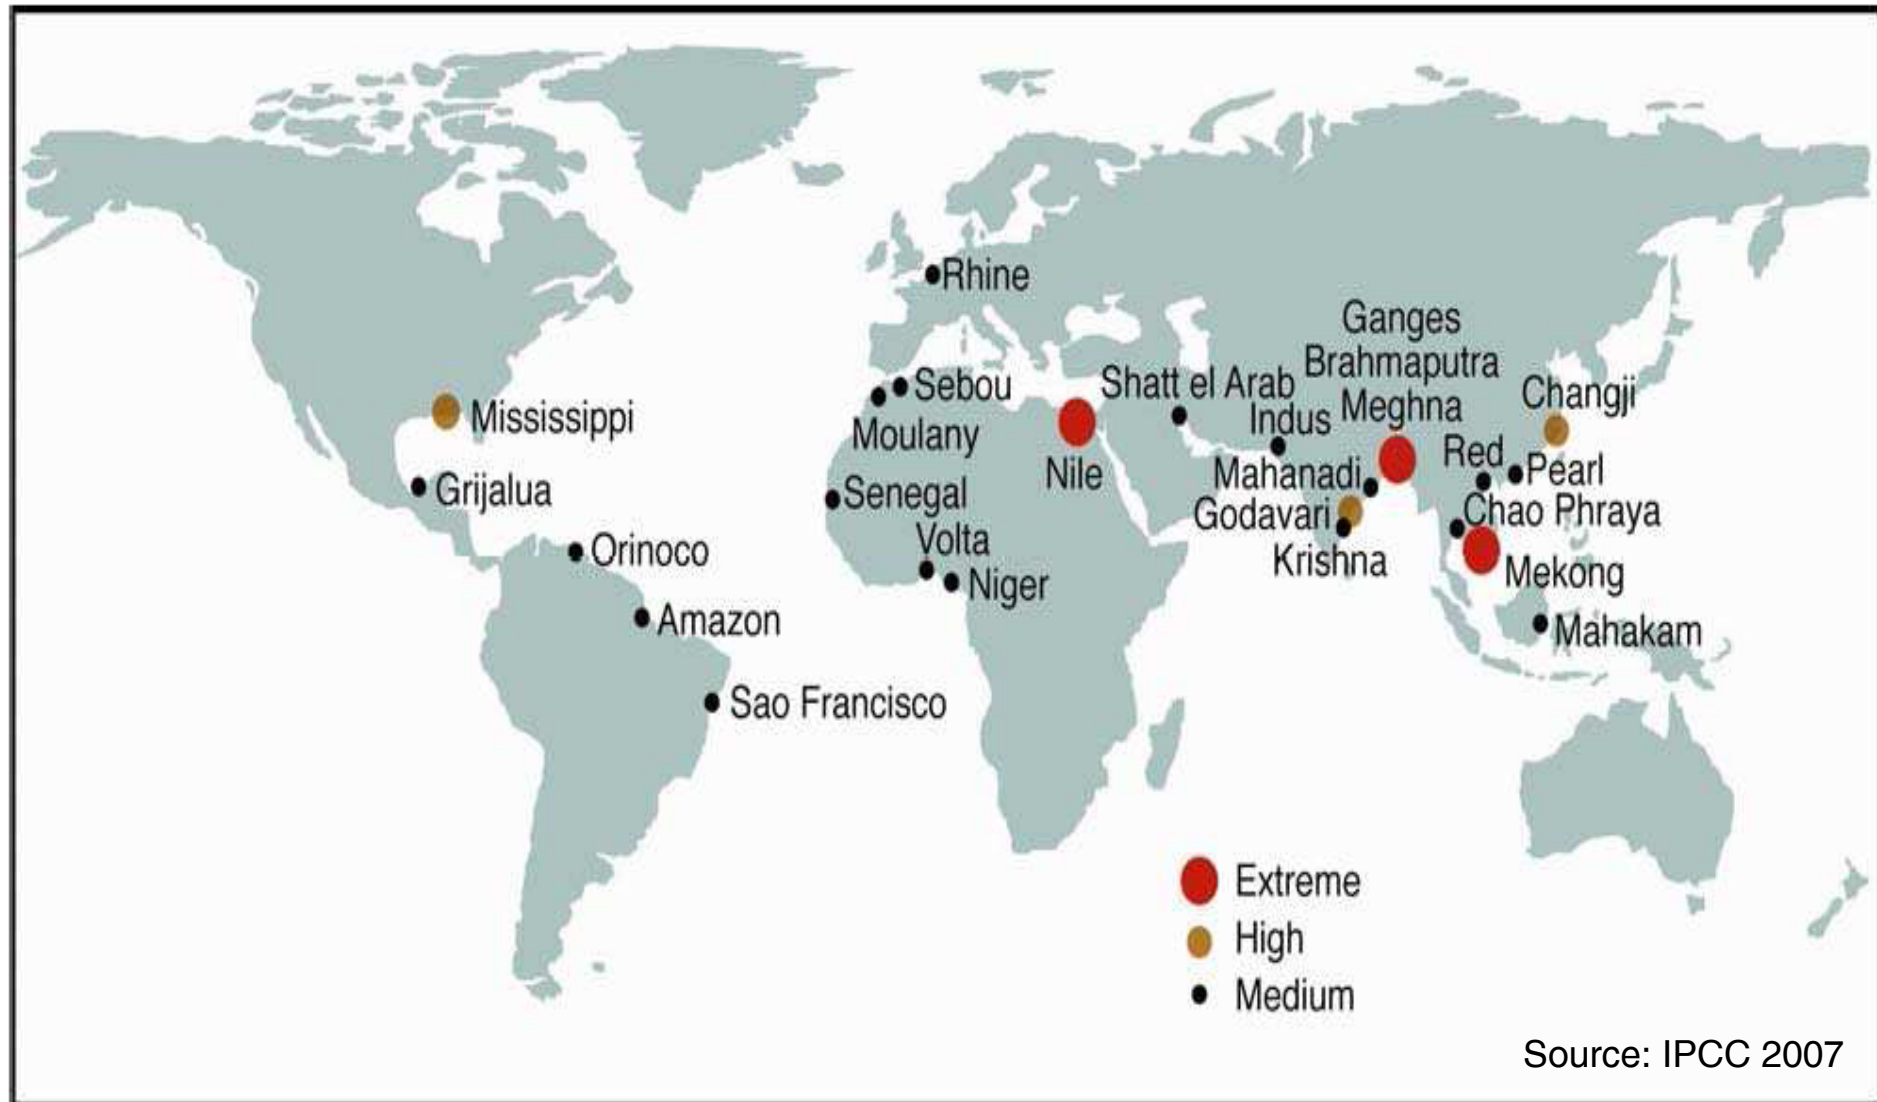 Rhine
Ganges
Brahmaputra
Meghna
Shatt el Arab
Indus
Changji
Sebou
Moulany
Nile
Mississippi
Grijalua
Senegal
Volta
Niger
Mahanadi
Godavari
Krishna
Red
Pearl
Chao Phraya
Mekong
Mahakam
Orinoco
Amazon
Sao Francisco
Extreme
High
Medium
Source: IPCC 2007